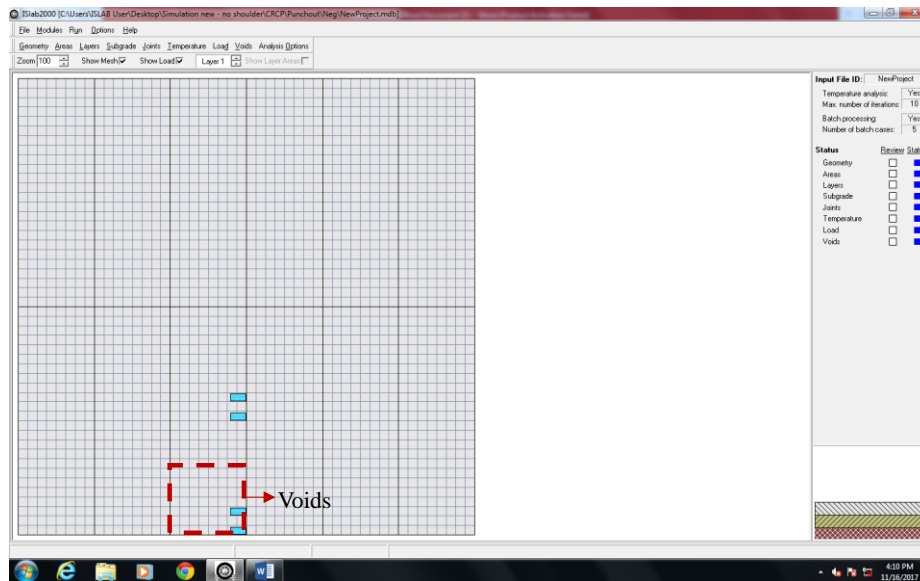 ISlab2000 [C:\Users\ISLAB User\Desktop\Simulation new - no shoulder\CRCP\Punchout\Neg\NewProject.mdb]
File Modules Run Options Help
Geometry Areas Layers Subgrade Joints Temperature Load Voids Analysis Options
Zoom 100 Show Mesh Show Load Layer 1 Show Layer Areas
Input File ID: NewProject
Temperature analysis: Yes
Max. number of iterations: 10
Batch processing: Yes
Number of batch cases: 5
Status Review Stat
Geometry
Areas
Layers
Subgrade
Joints
Temperature
Load
Voids
Voids
4:10 PM
11/16/2017